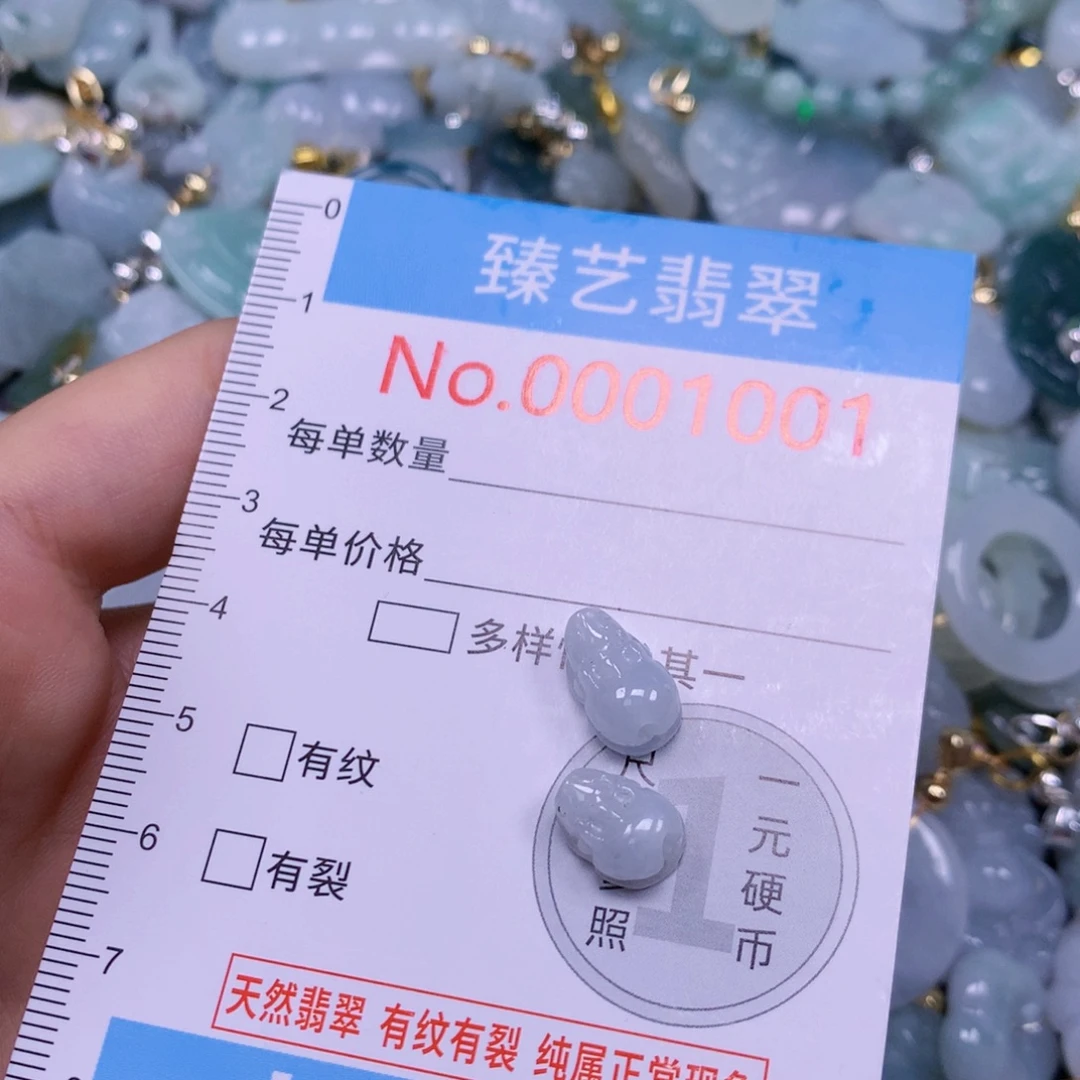 0
臻艺翡翠
1
No.0001001
2
每单数量
3
每单价格
4
多样 其一
5
有纹
一元硬币
1
6
有裂
照
7
天然翡翠 有纹有裂 纯属正常现象